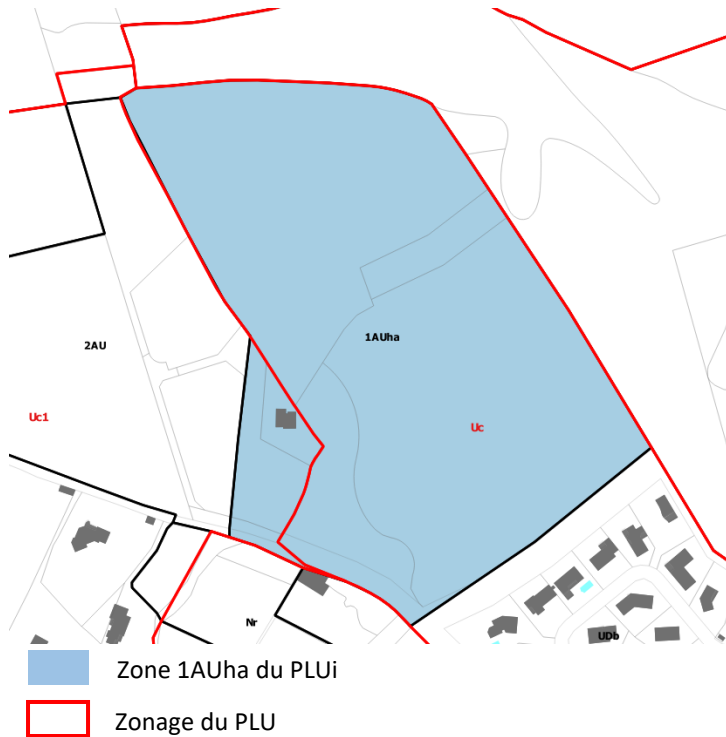 1AUha
2AU
Uc1
Uc
Nr
UDb
Zone 1AUha du PLUi
Zonage du PLU